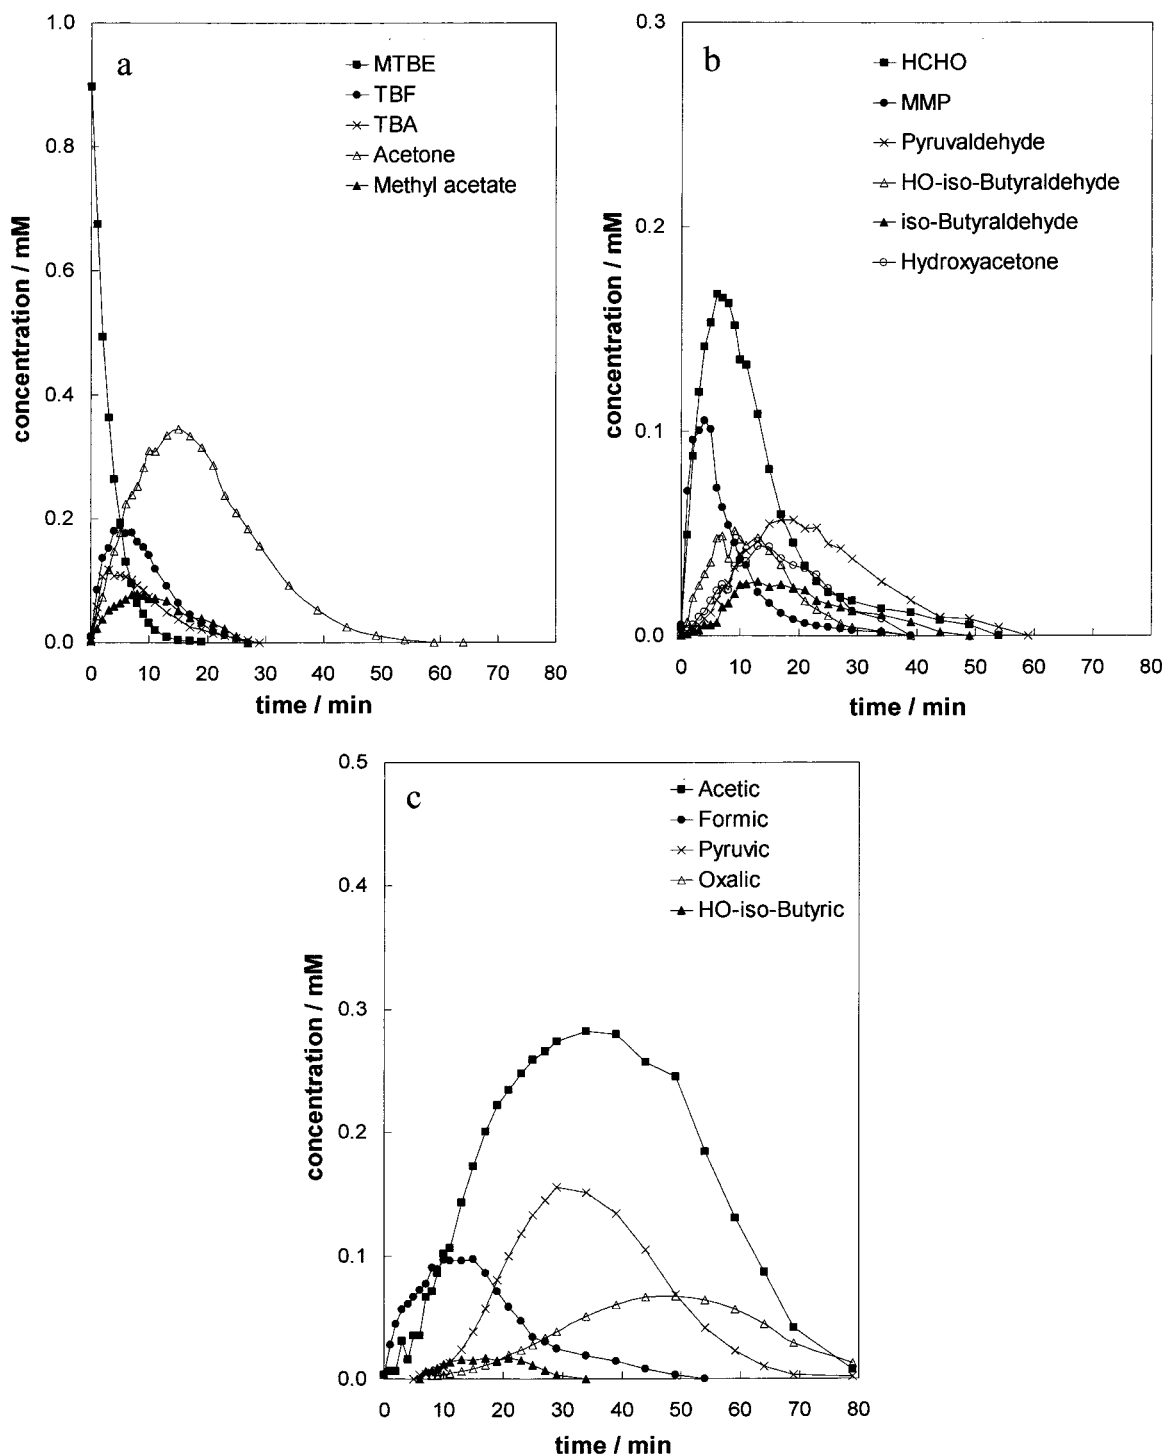 a
MTBE
TBF
TBA
Acetone
Methyl acetate
1.0
0.8
0.6
0.4
0.2
0.0
concentration / mM
0 10 20 30 40 50 60 70 80
time / min
b
HCHO
MMP
Pyruvaldehyde
HO-iso-Butyraldehyde
iso-Butyraldehyde
Hydroxyacetone
0.3
0.2
0.1
0.0
concentration / mM
0 10 20 30 40 50 60 70 80
time / min
c
Acetic
Formic
Pyruvic
Oxalic
HO-iso-Butyric
0.5
0.4
0.3
0.2
0.1
0.0
concentration / mM
0 10 20 30 40 50 60 70 80
time / min